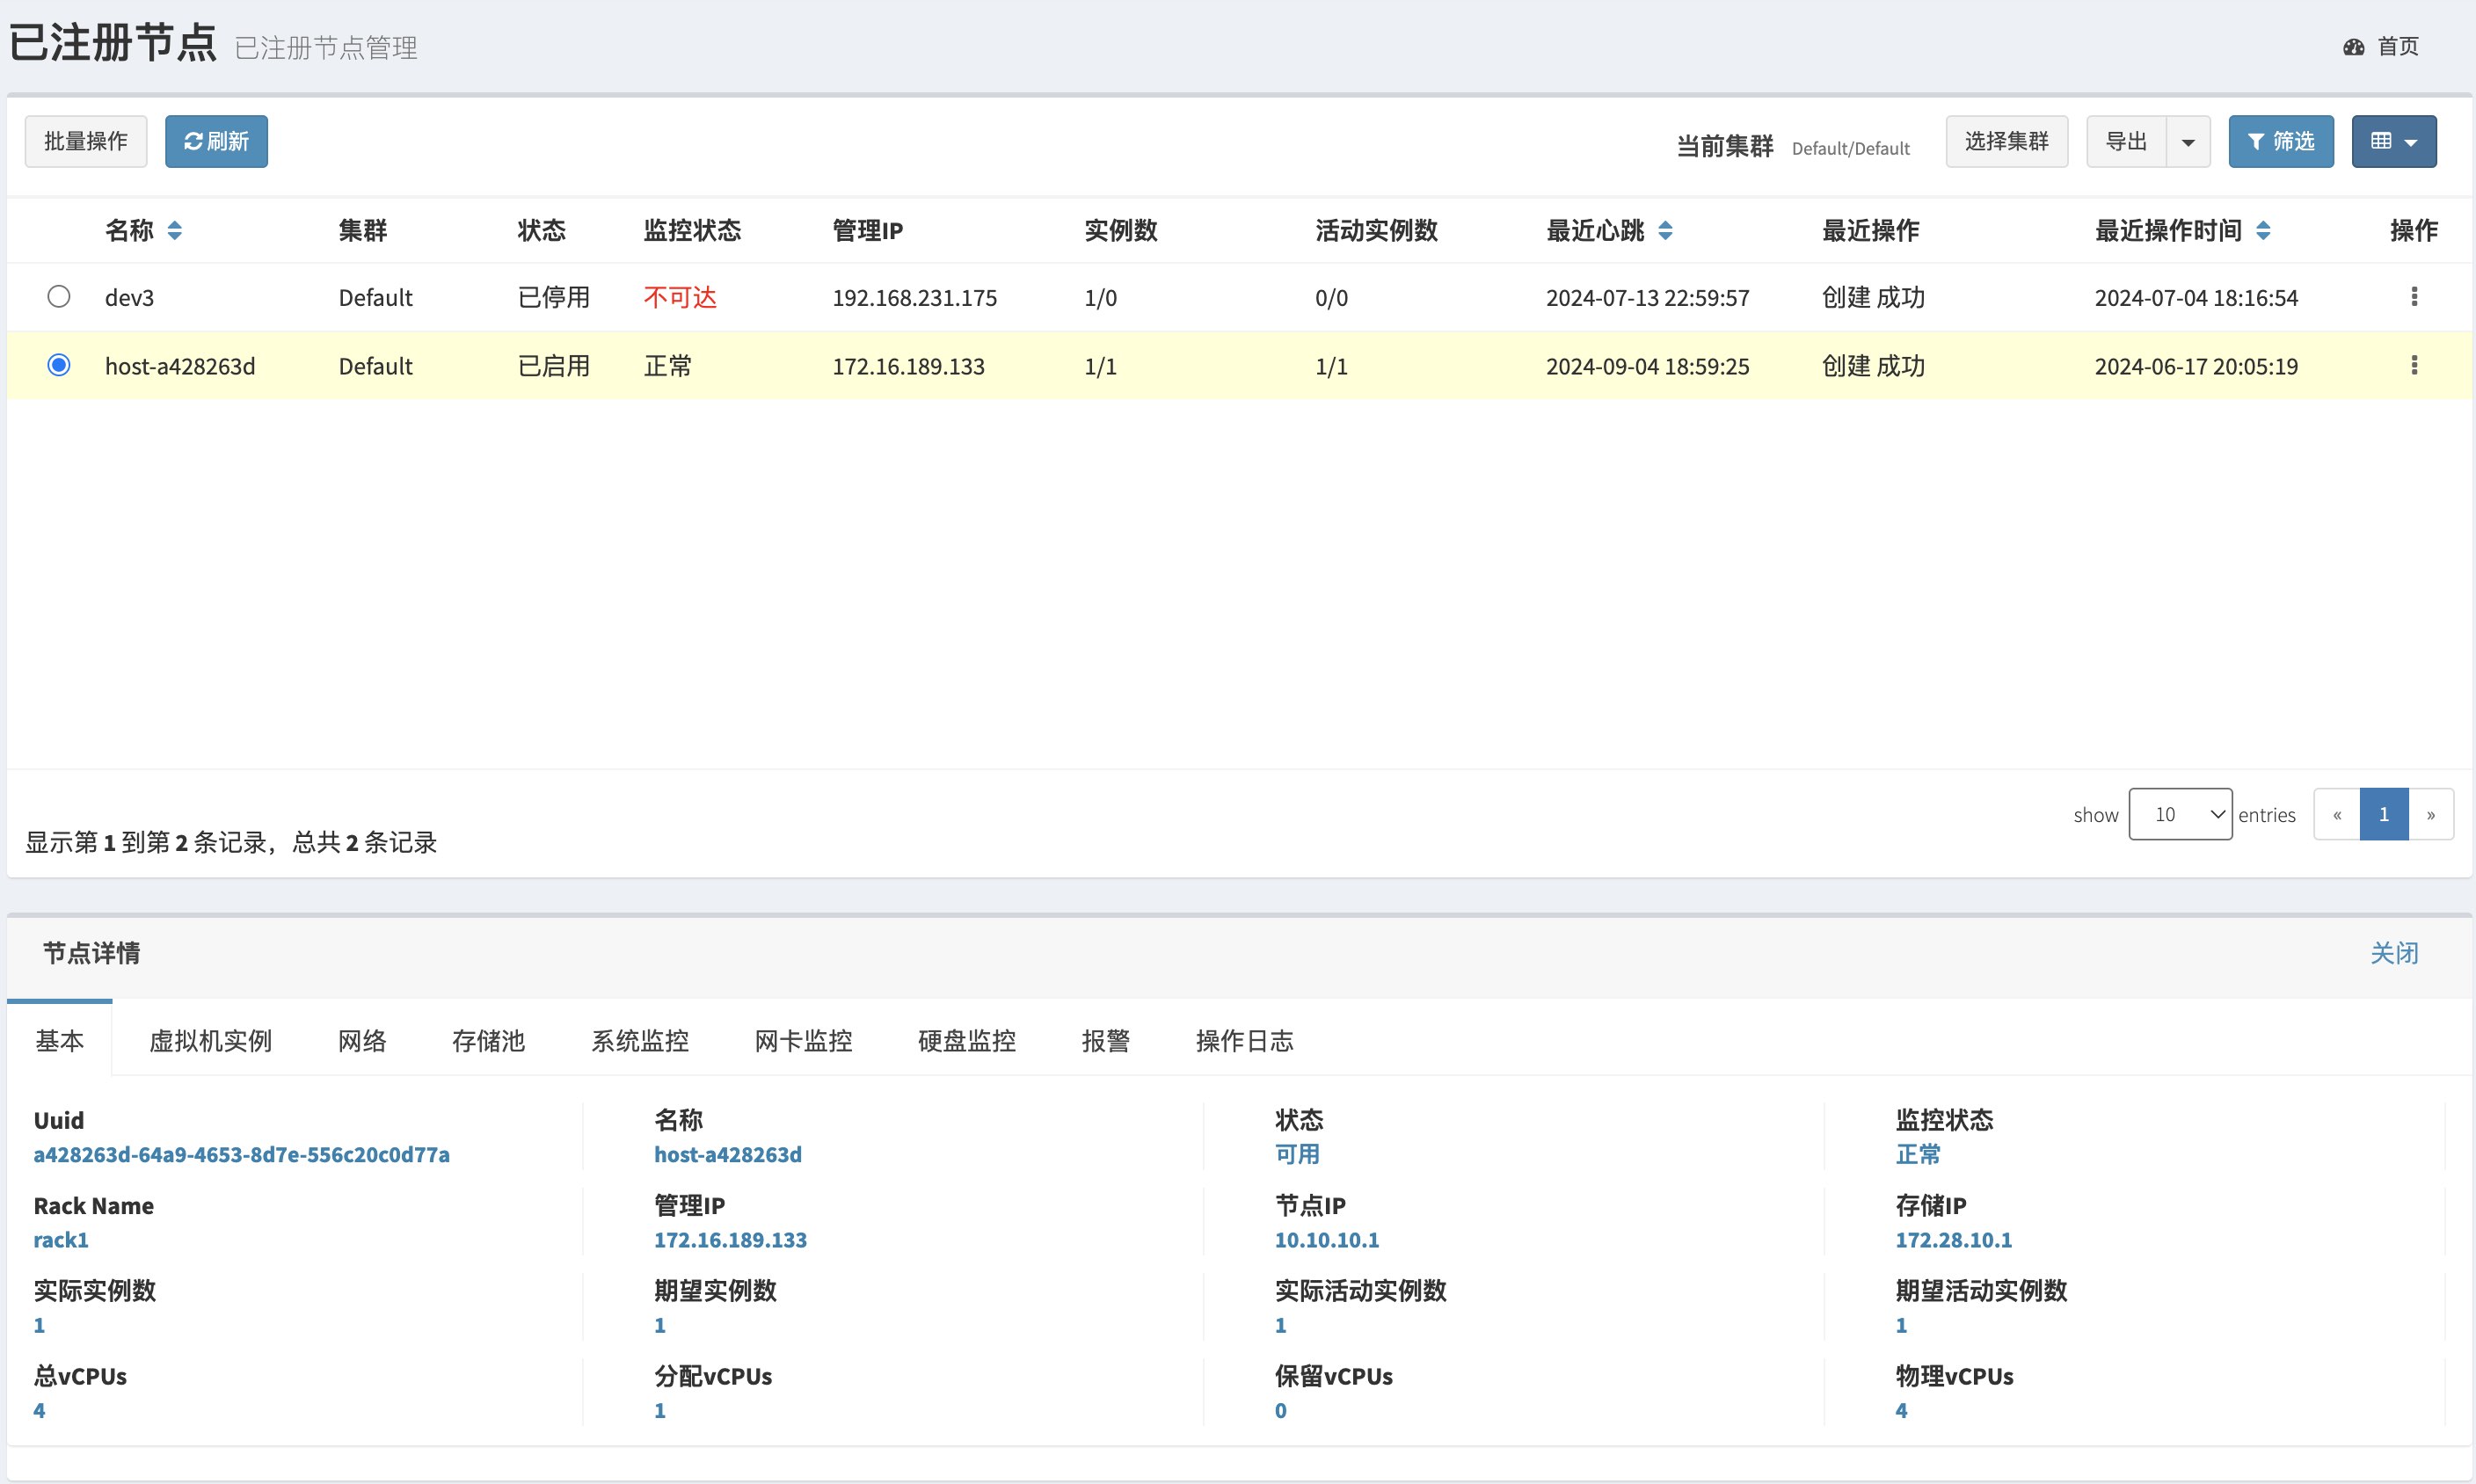 已注册节点 已注册节点管理 首页
批量操作 刷新 当前集群 Default/Default 选择集群 导出 筛选
名称 集群 状态 监控状态 管理IP 实例数 活动实例数 最近心跳 最近操作 最近操作时间 操作
dev3 Default 已停用 不可达 192.168.231.175 1/0 0/0 2024-07-13 22:59:57 创建 成功 2024-07-04 18:16:54
host-a428263d Default 已启用 正常 172.16.189.133 1/1 1/1 2024-09-04 18:59:25 创建 成功 2024-06-17 20:05:19
show 10 entries « 1 »
显示第 1 到第 2 条记录，总共 2 条记录
节点详情 关闭
基本 虚拟机实例 网络 存储池 系统监控 网卡监控 硬盘监控 报警 操作日志
Uuid 名称 状态 监控状态
a428263d-64a9-4653-8d7e-556c20c0d77a host-a428263d 可用 正常
Rack Name 管理IP 节点IP 存储IP
rack1 172.16.189.133 10.10.10.1 172.28.10.1
实际实例数 期望实例数 实际活动实例数 期望活动实例数
1 1 1 1
总vCPUs 分配vCPUs 保留vCPUs 物理vCPUs
4 1 0 4